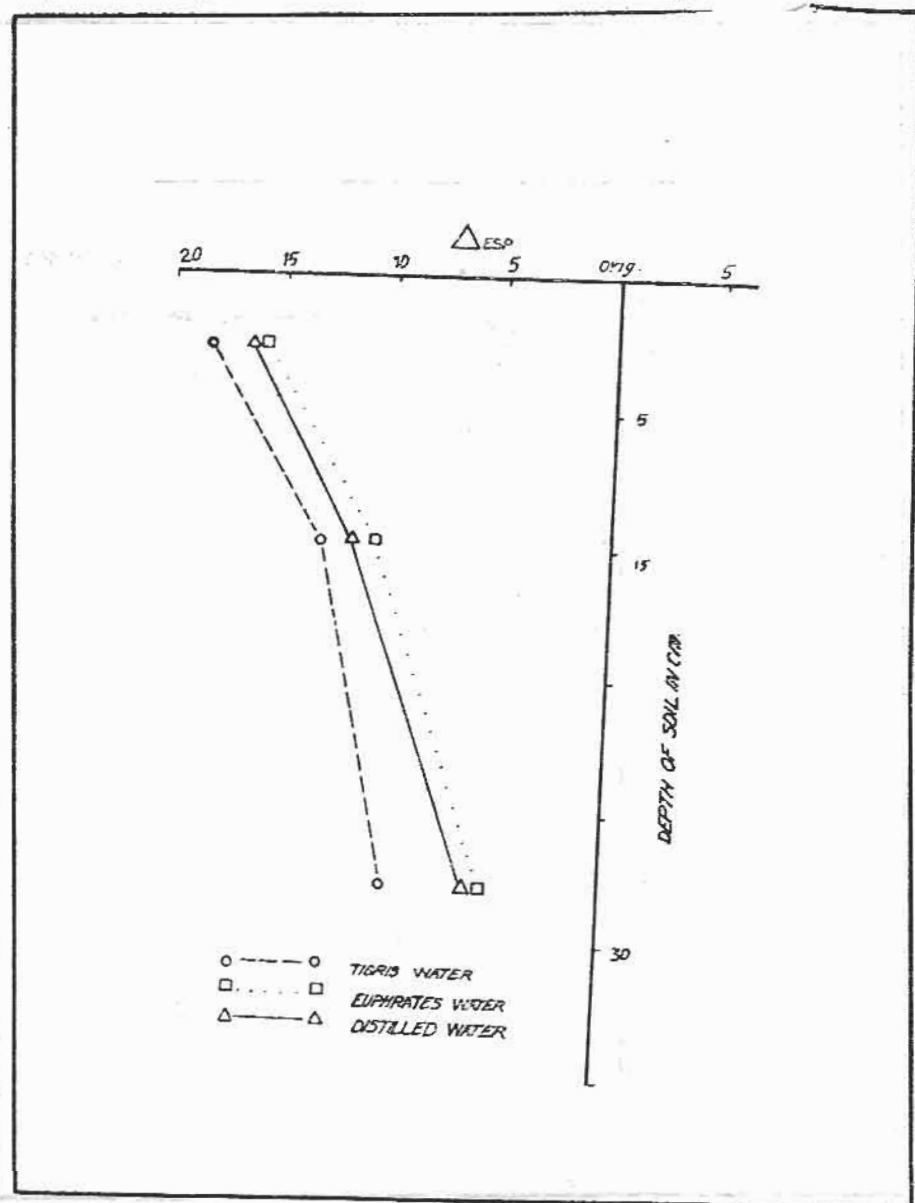 △ ESP
20 15 10 5 Orig. 5
5
15
DEPTH OF SOIL IN CM.
30
TIGRIS WATER
EUPHRATES WATER
DISTILLED WATER